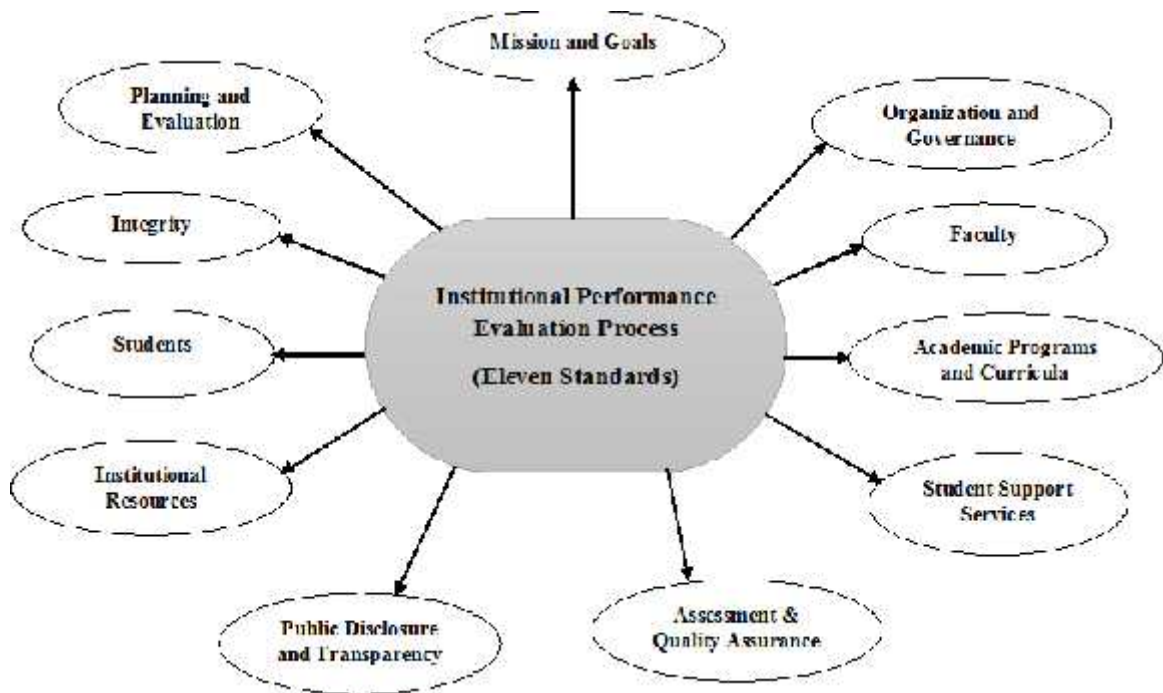 Mission and Goals
Planning and
Evaluation
Organization and
Governance
Integrity
Faculty
Institutional Performance
Evaluation Process
(Eleven Standards)
Students
Academic Programs
and Curricula
Institutional
Resources
Student Support
Services
Public Disclosure
and Transparency
Assessment &
Quality Assurance